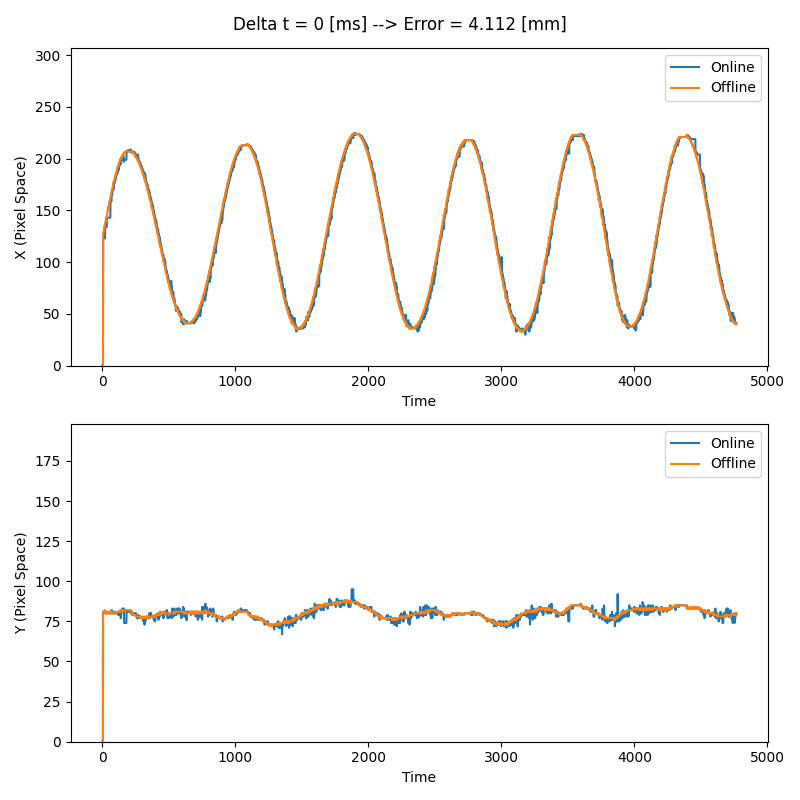 Delta t = 0 [ms] --> Error = 4.112 [mm]
300
250
200
150
100
50
0
X (Pixel Space)
Online
Offline
0 1000 2000 3000 4000 5000
Time
175
150
125
100
75
50
25
0
Y (Pixel Space)
Online
Offline
0 1000 2000 3000 4000 5000
Time